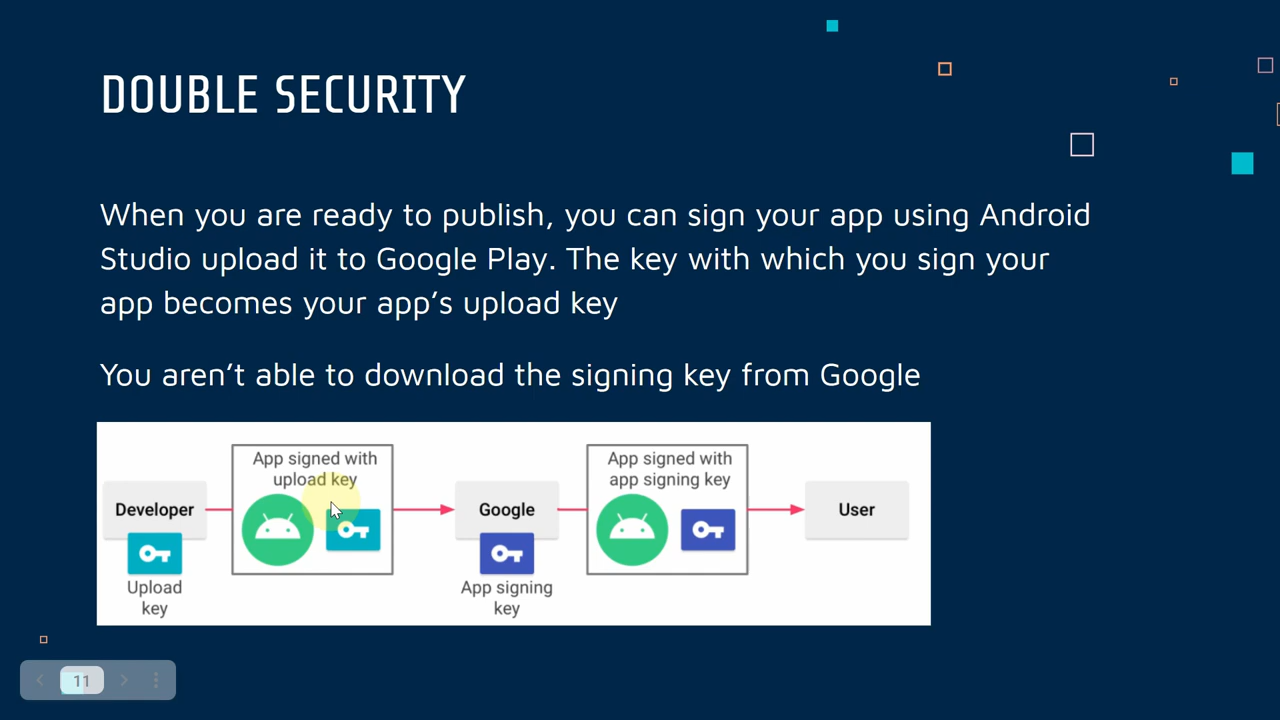 DOUBLE SECURITY
When you are ready to publish, you can sign your app using Android
Studio upload it to Google Play. The key with which you sign your
app becomes your app’s upload key
You aren’t able to download the signing key from Google
Developer
Upload
key
App signed with
upload key
Google
App signing
key
App signed with
app signing key
User
11